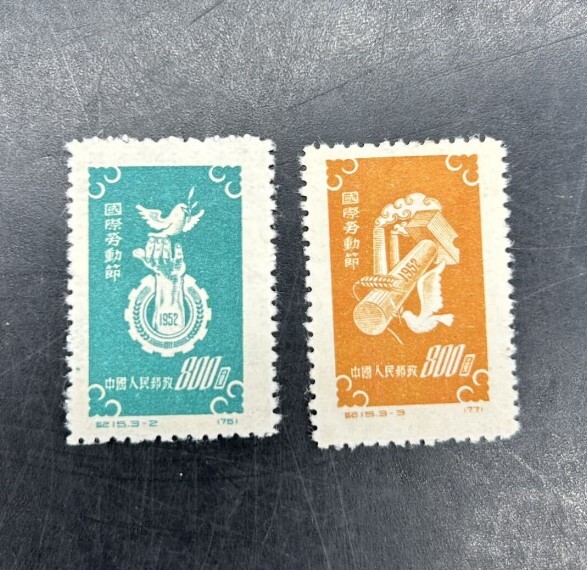 國際劳動節
1952
中國人民郵政 800圓
紀15.3-2 (76)
國際劳動節
1952
中國人民郵政 800圓
紀15.3-3 (77)